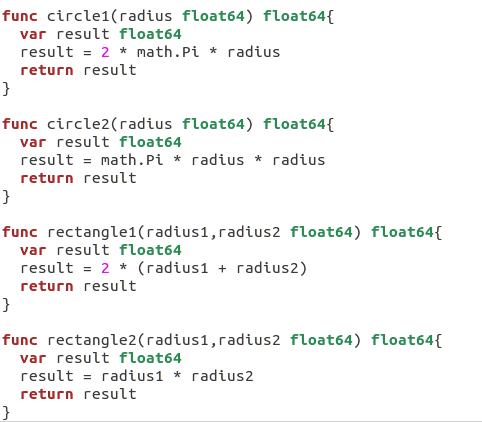 func circle1(radius float64) float64{
  var result float64
  result = 2 * math.Pi * radius
  return result
}

func circle2(radius float64) float64{
  var result float64
  result = math.Pi * radius * radius
  return result
}

func rectangle1(radius1,radius2 float64) float64{
  var result float64
  result = 2 * (radius1 + radius2)
  return result
}

func rectangle2(radius1,radius2 float64) float64{
  var result float64
  result = radius1 * radius2
  return result
}